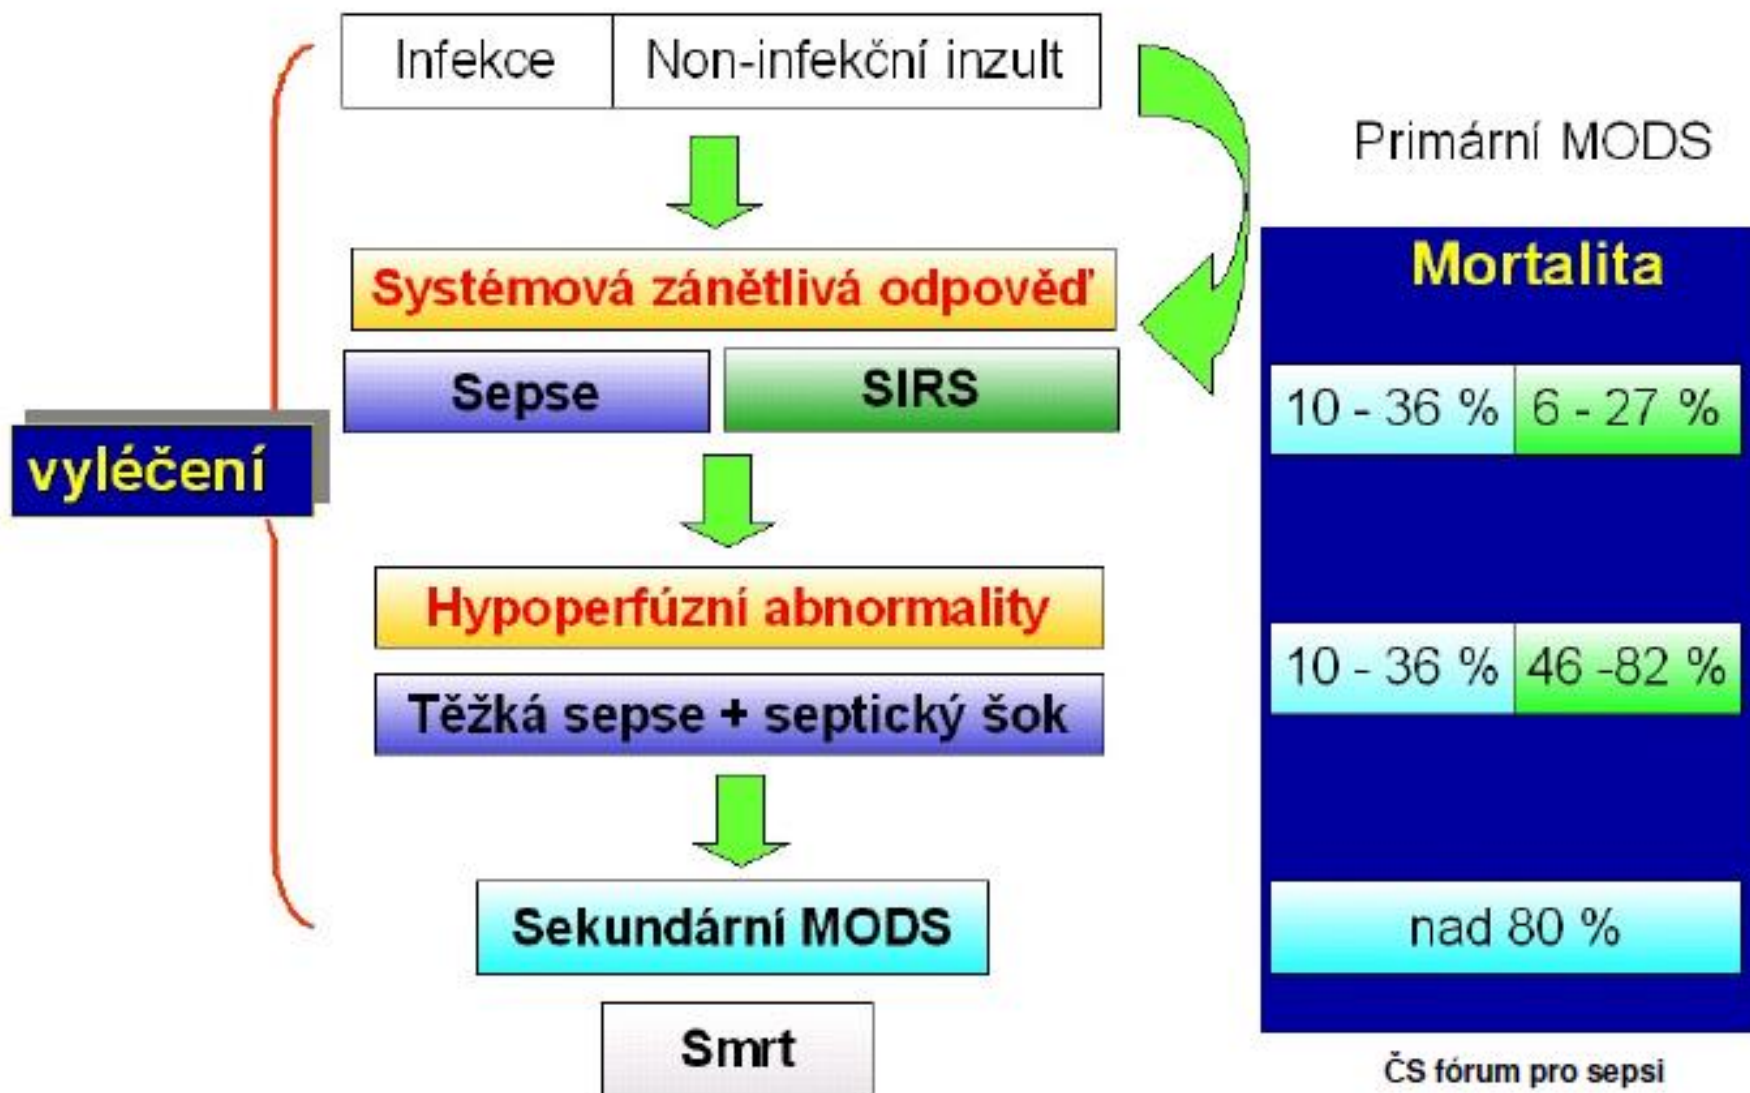 Infekce
Non-infekční inzult
Primární MODS
Mortalita
Systémová zánětlivá odpověď
Sepse
SIRS
10 - 36 %
6 - 27 %
vyléčení
Hypoperfúzní abnormality
10 - 36 %
46 -82 %
Těžká sepse + septický šok
Sekundární MODS
nad 80 %
Smrt
ČS fórum pro sepsi